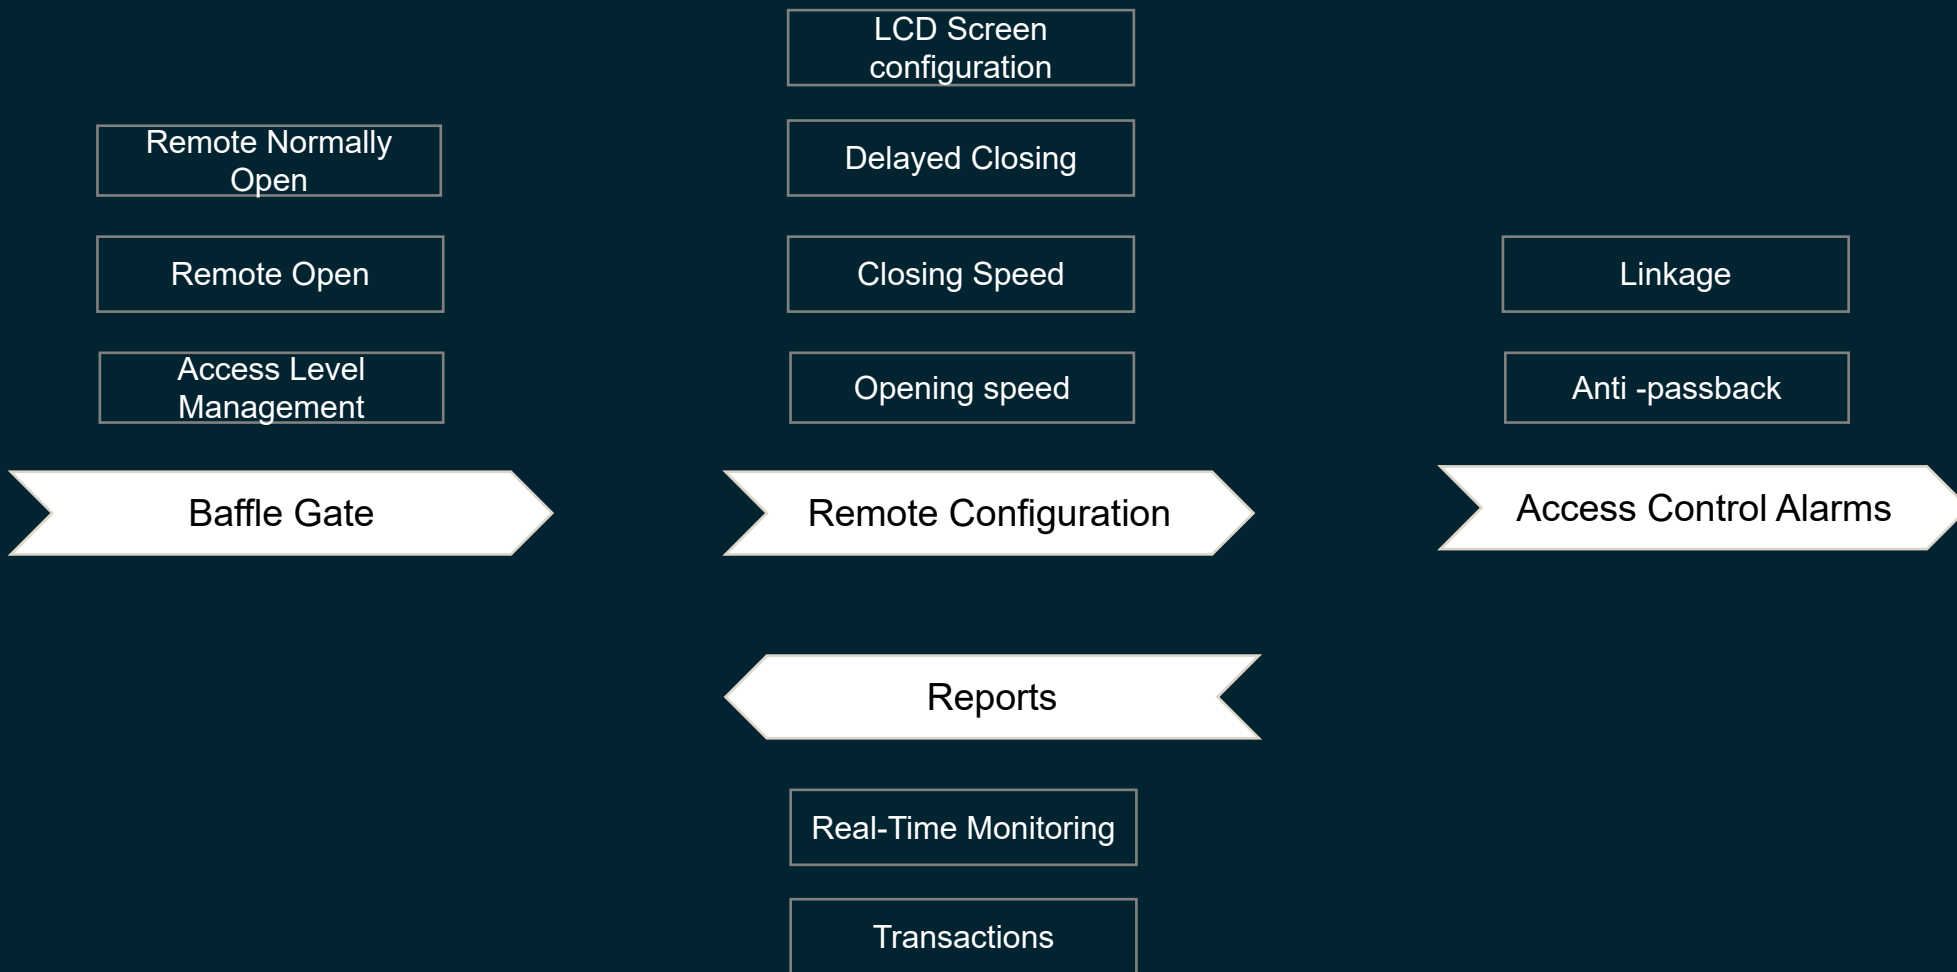 LCD Screen
configuration
Remote Normally
Open
Delayed Closing
Remote Open
Closing Speed
Linkage
Access Level
Management
Opening speed
Anti -passback
Baffle Gate
Remote Configuration
Access Control Alarms
Reports
Real-Time Monitoring
Transactions